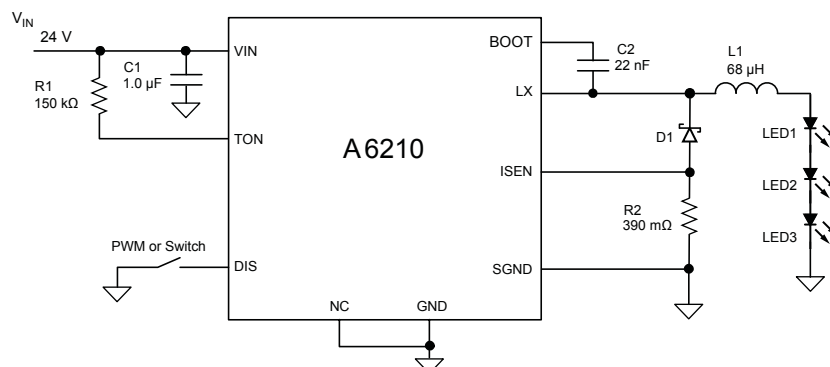 VIN
24 V
R1
150 kΩ
C1
1.0 µF
VIN
TON
PWM or Switch
DIS
A6210
NC
GND
BOOT
LX
ISEN
SGND
C2
22 nF
L1
68 µH
D1
R2
390 mΩ
LED1
LED2
LED3